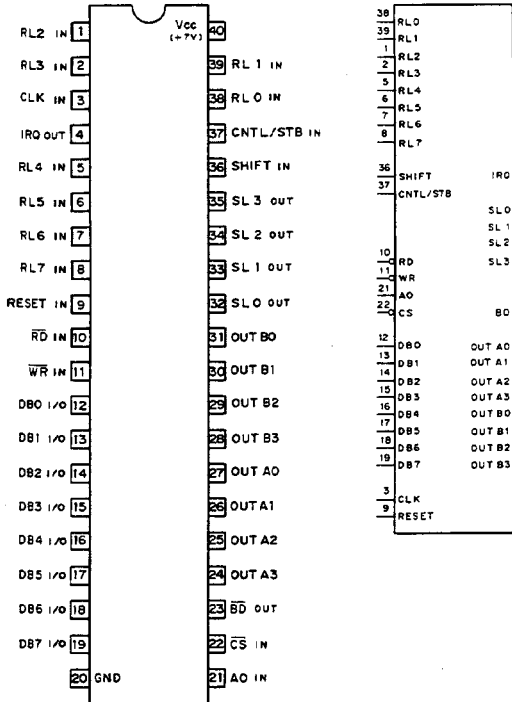 RL2 IN 1
RL3 IN 2
CLK IN 3
IRQ OUT 4
RL4 IN 5
RL5 IN 6
RL6 IN 7
RL7 IN 8
RESET IN 9
RD IN 10
WR IN 11
DB0 I/O 12
DB1 I/O 13
DB2 I/O 14
DB3 I/O 15
DB4 I/O 16
DB5 I/O 17
DB6 I/O 18
DB7 I/O 19
20 GND
Vcc 40
(+7V)
39 RL 1 IN
38 RL 0 IN
37 CNTL/STB IN
36 SHIFT IN
35 SL 3 OUT
34 SL 2 OUT
33 SL 1 OUT
32 SL0 OUT
31 OUT B0
30 OUT B1
29 OUT B2
28 OUT B3
27 OUT A0
26 OUT A1
25 OUT A2
24 OUT A3
23 BD OUT
22 CS IN
21 A0 IN
38 RL0
39 RL1
1 RL2
2 RL3
5 RL4
6 RL5
7 RL6
8 RL7
36 SHIFT IRQ
37 CNTL/STB
SL0
SL 1
SL2
10 RD SL3
11 WR
21 A0
22 CS BD
12 DB0 OUT A0
13 DB1 OUT A1
14 DB2 OUT A2
15 DB3 OUT A3
16 DB4 OUT B0
17 DB5 OUT B1
18 DB6 OUT B2
19 DB7 OUT B3
3 CLK
9 RESET